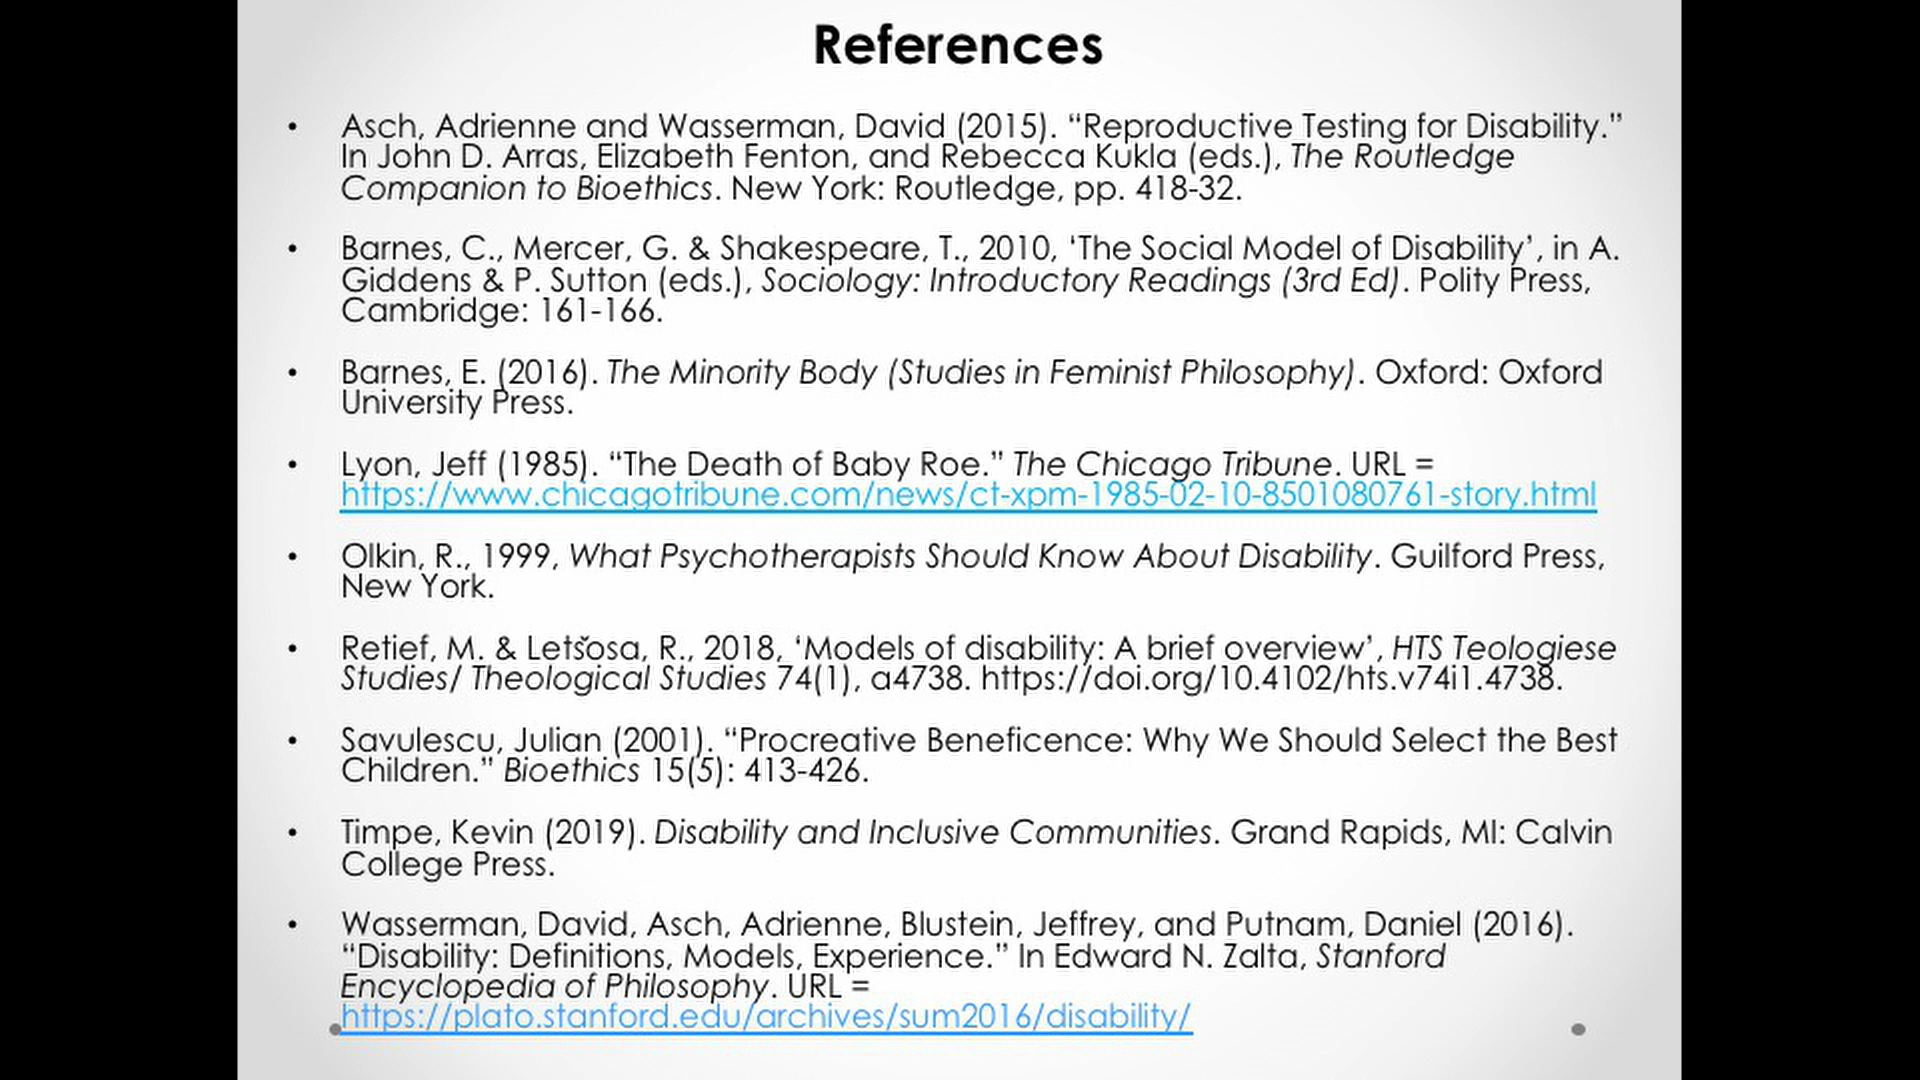 References
• Asch, Adrienne and Wasserman, David (2015). “Reproductive Testing for Disability.”
In John D. Arras, Elizabeth Fenton, and Rebecca Kukla (eds.), The Routledge
Companion to Bioethics. New York: Routledge, pp. 418-32.
• Barnes, C., Mercer, G. & Shakespeare, T., 2010, ‘The Social Model of Disability’, in A.
Giddens & P. Sutton (eds.), Sociology: Introductory Readings (3rd Ed). Polity Press,
Cambridge: 161-166.
• Barnes, E. (2016). The Minority Body (Studies in Feminist Philosophy). Oxford: Oxford
University Press.
• Lyon, Jeff (1985). “The Death of Baby Roe.” The Chicago Tribune. URL =
https://www.chicagotribune.com/news/ct-xpm-1985-02-10-8501080761-story.html
• Olkin, R., 1999, What Psychotherapists Should Know About Disability. Guilford Press,
New York.
• Retief, M. & Letšosa, R., 2018, ‘Models of disability: A brief overview’, HTS Teologiese
Studies/ Theological Studies 74(1), a4738. https://doi.org/10.4102/hts.v74i1.4738.
• Savulescu, Julian (2001). “Procreative Beneficence: Why We Should Select the Best
Children.” Bioethics 15(5): 413-426.
• Timpe, Kevin (2019). Disability and Inclusive Communities. Grand Rapids, MI: Calvin
College Press.
• Wasserman, David, Asch, Adrienne, Blustein, Jeffrey, and Putnam, Daniel (2016).
“Disability: Definitions, Models, Experience.” In Edward N. Zalta, Stanford
Encyclopedia of Philosophy. URL =
https://plato.stanford.edu/archives/sum2016/disability/